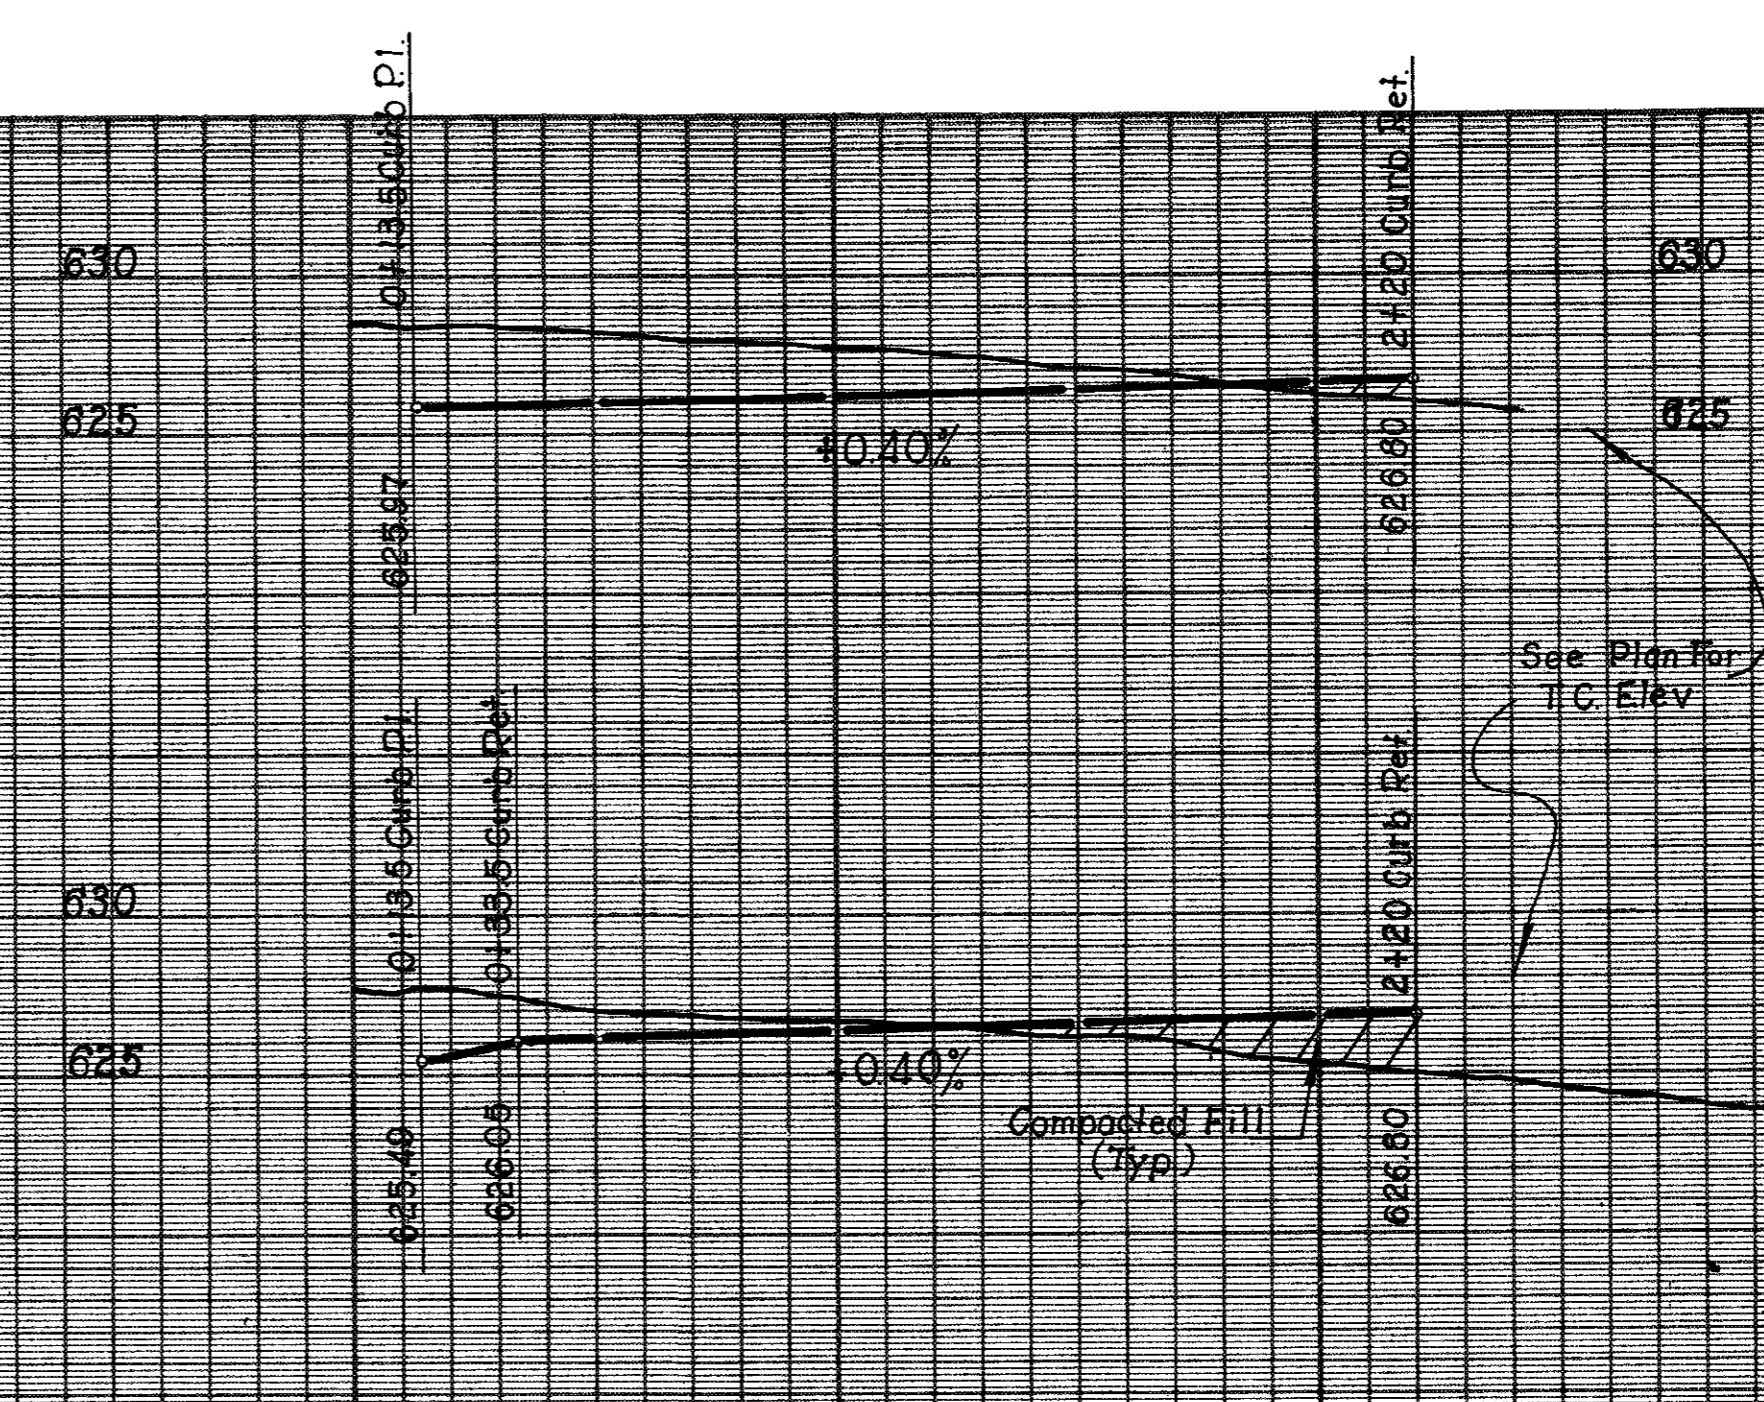 0+13.5 Curb P.I.
2+20 Curb Ret.
630
630
625
625
+0.40%
625.97
626.80
See Plan For
T.C. Elev
0+13.5 Curb P.I.
0+33.5 Curb Ret.
2+20 Curb Ret.
630
625
+0.40%
Compacted Fill
(Typ.)
625.49
626.05
626.80